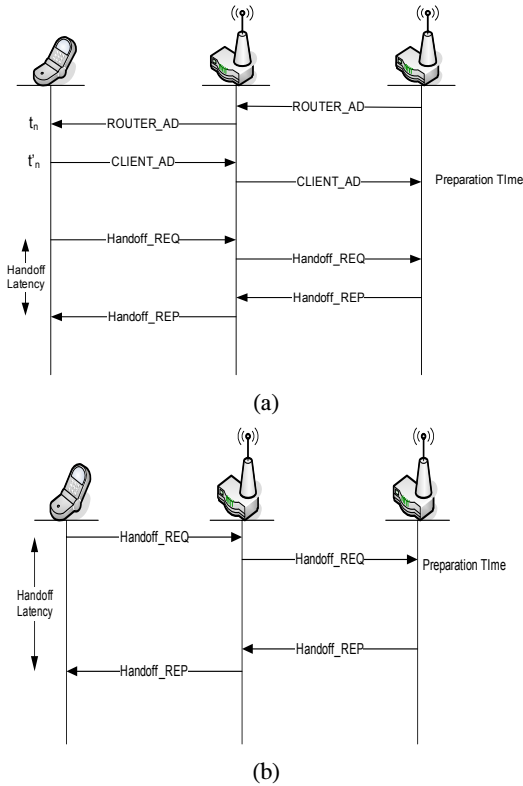 ROUTER_AD
tn ROUTER_AD
t'n CLIENT_AD
CLIENT_AD Preparation TIme
Handoff_REQ
Handoff_REQ
Handoff
Latency
Handoff_REP
Handoff_REP
(a)
Handoff_REQ
Handoff_REQ Preparation TIme
Handoff
Latency
Handoff_REP
Handoff_REP
(b)